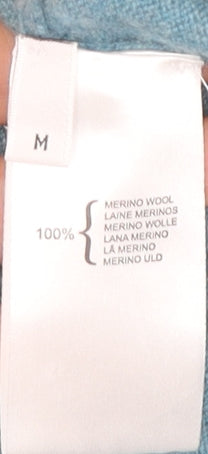 M
MERINO WOOL
LAINE MERINOS
100% { MERINO WOLLE
LANA MERINO
LÃ MERINO
MERINO ULD